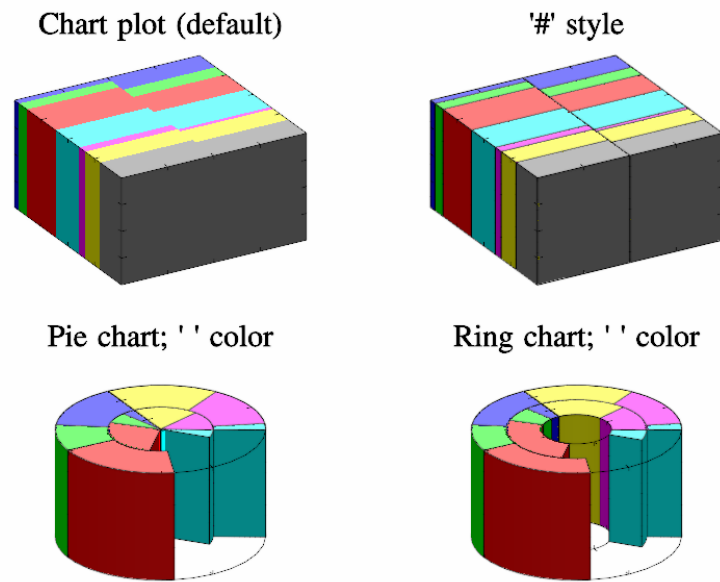 Chart plot (default)
'#' style
Pie chart; ' ' color
Ring chart; ' ' color